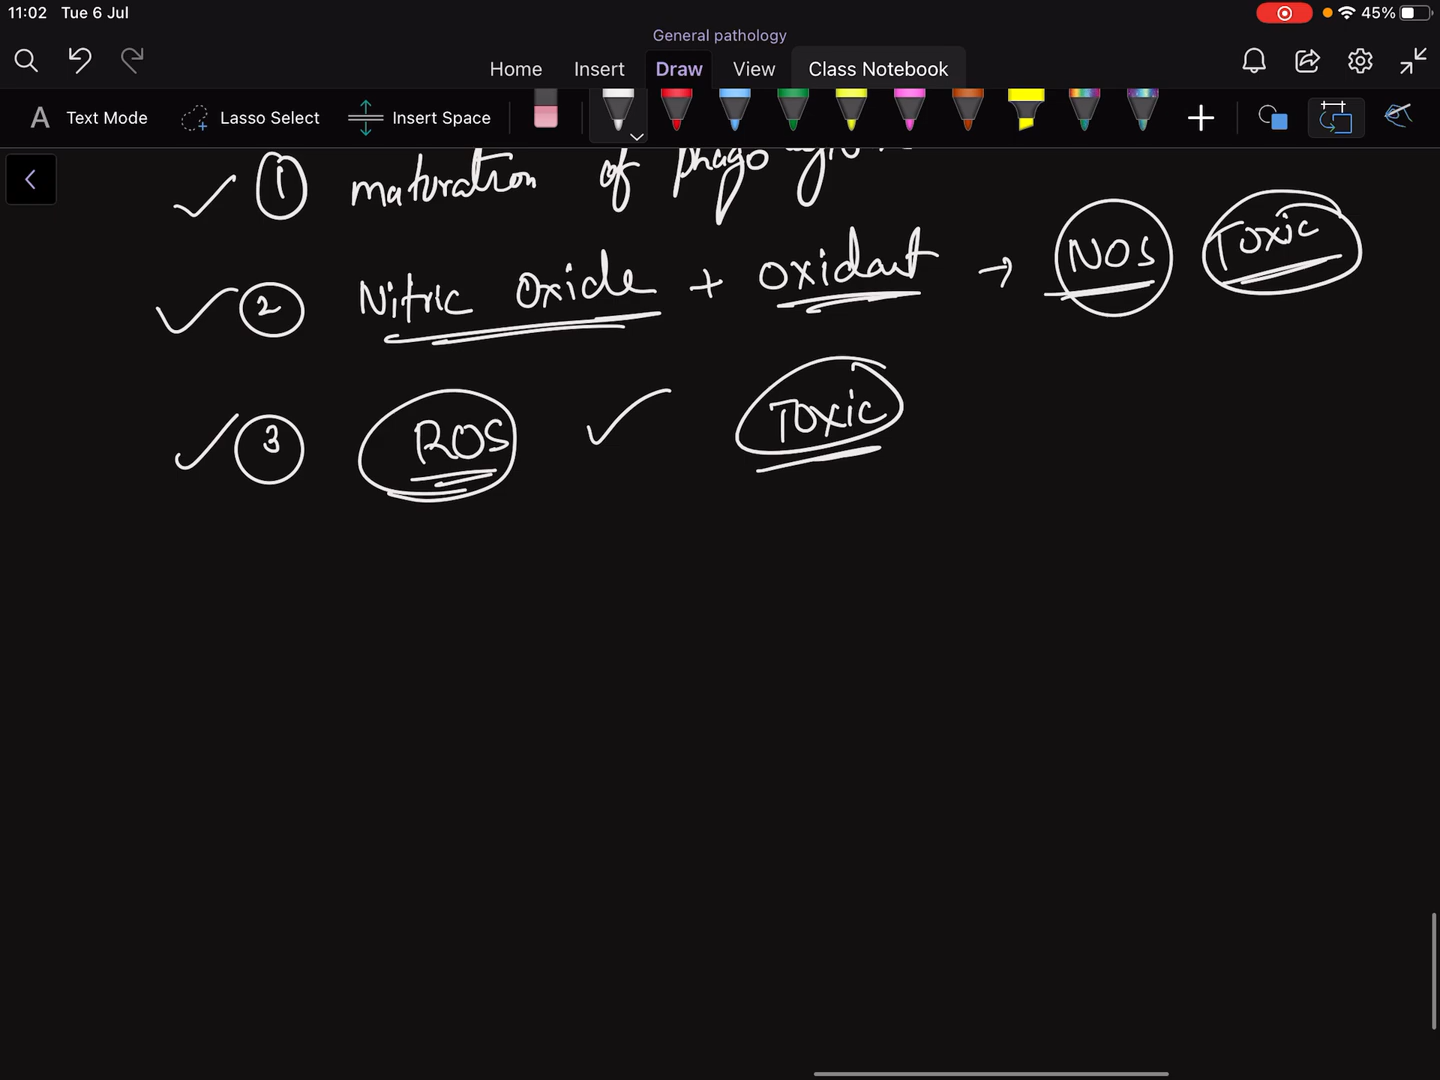 11:02 Tue 6 Jul 45%
General pathology
Home Insert Draw View Class Notebook
A Text Mode Lasso Select Insert Space
✓ ① maturation of
✓ ② Nitric Oxide + oxidant → NOS Toxic
✓ ③ ROS ✓ Toxic